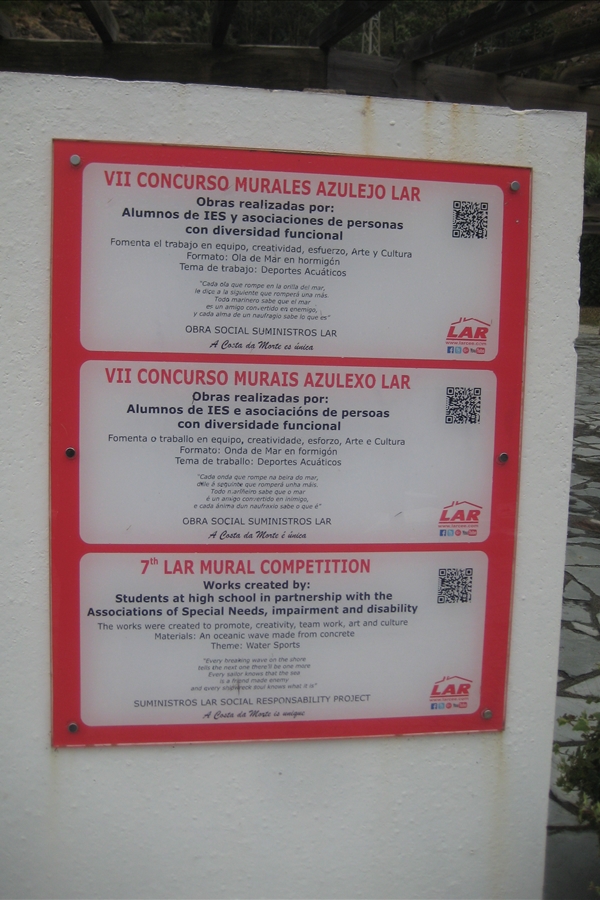 VII CONCURSO MURALES AZULEJO LAR
Obras realizadas por:
Alumnos de IES y asociaciones de personas
con diversidad funcional
Fomenta el trabajo en equipo, creatividad, esfuerzo, Arte y Cultura
Formato: Ola de Mar en hormigón
Tema de trabajo: Deportes Acuáticos
"Cada ola que rompe en la orilla del mar,
le dice a la siguiente que romperá una más.
Todo marinero sabe que el mar
es un amigo convertido en enemigo,
y cada alma de un naufragio sabe lo que es"
OBRA SOCIAL SUMINISTROS LAR
A Costa da Morte es única
LAR
www.larcee.com
VII CONCURSO MURAIS AZULEXO LAR
Obras realizadas por:
Alumnos de IES e asociacións de persoas
con diversidade funcional
Fomenta o traballo en equipo, creatividade, esforzo, Arte e Cultura
Formato: Onda de Mar en formigón
Tema de traballo: Deportes Acuáticos
"Cade onda que rompe na beira do mar,
a seguinte que romperá unha máis.
Todo mariñeiro sabe que o mar
é un amigo convertido en inimigo,
e cada ánima dun naufraxio sabe o que é"
OBRA SOCIAL SUMINISTROS LAR
A Costa da Morte é única
LAR
7th LAR MURAL COMPETITION
Works created by:
Students at high school in partnership with the
Associations of Special Needs, impairment and disability
The works were created to promote, creativity, team work, art and culture
Materials: An oceanic wave made from concrete
Theme: Water Sports
"Every breaking wave on the shore
tells the next one there'll be one more
Every sailor knows that the sea
is a friend made enemy
and every shipwreck soul knows what it is"
SUMINISTROS LAR SOCIAL RESPONSABILITY PROJECT
A Costa da Morte is unique
LAR